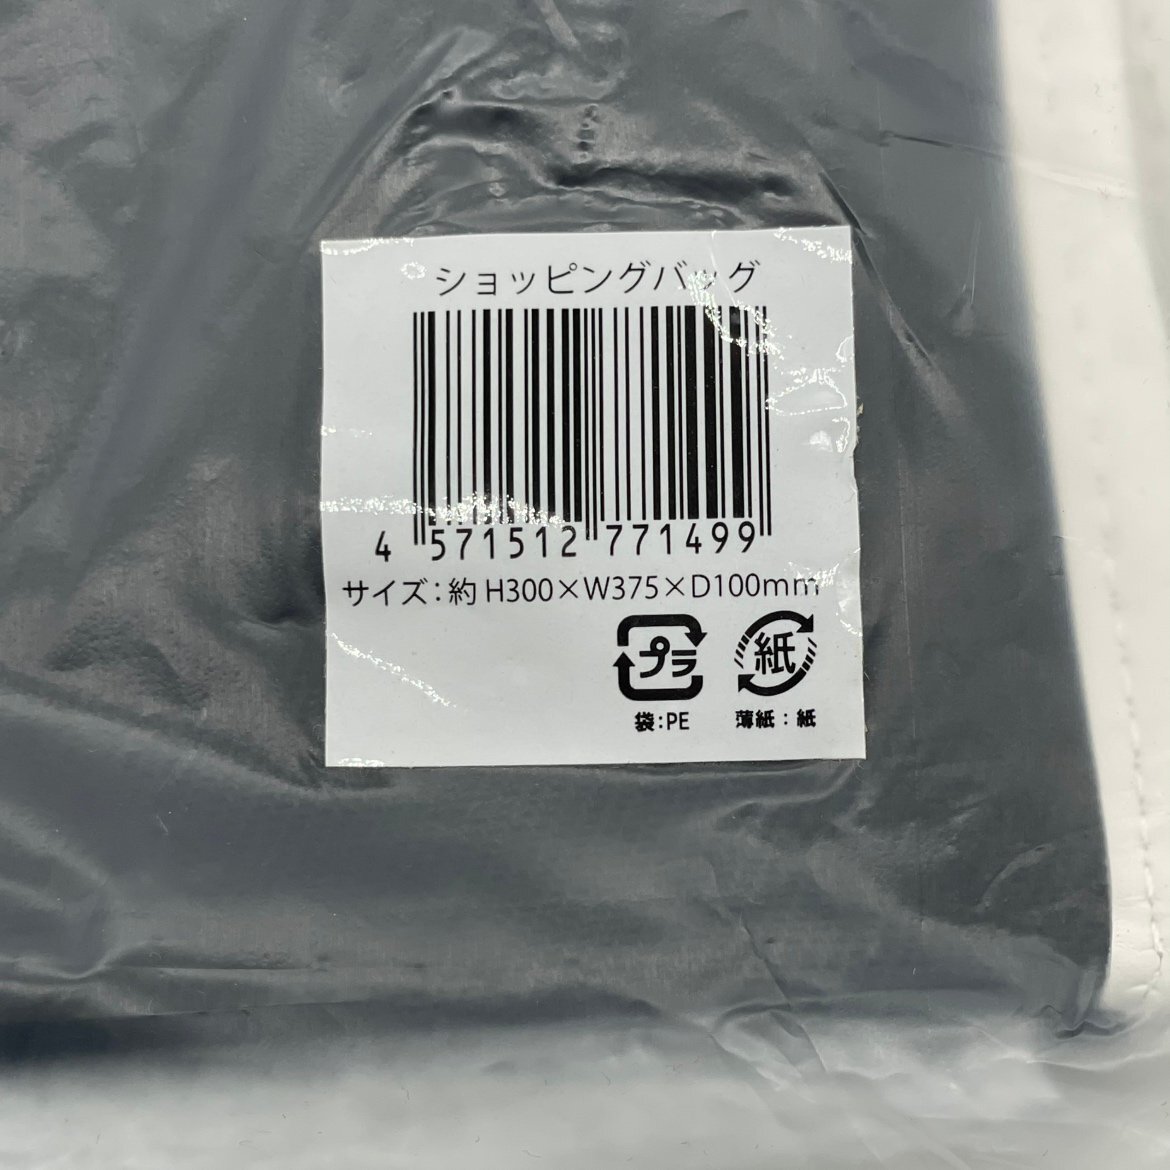 ショッピングバッグ
4 571512 771499
サイズ：約 H300×W375×D100mm
プラ 紙
袋：PE 薄紙：紙